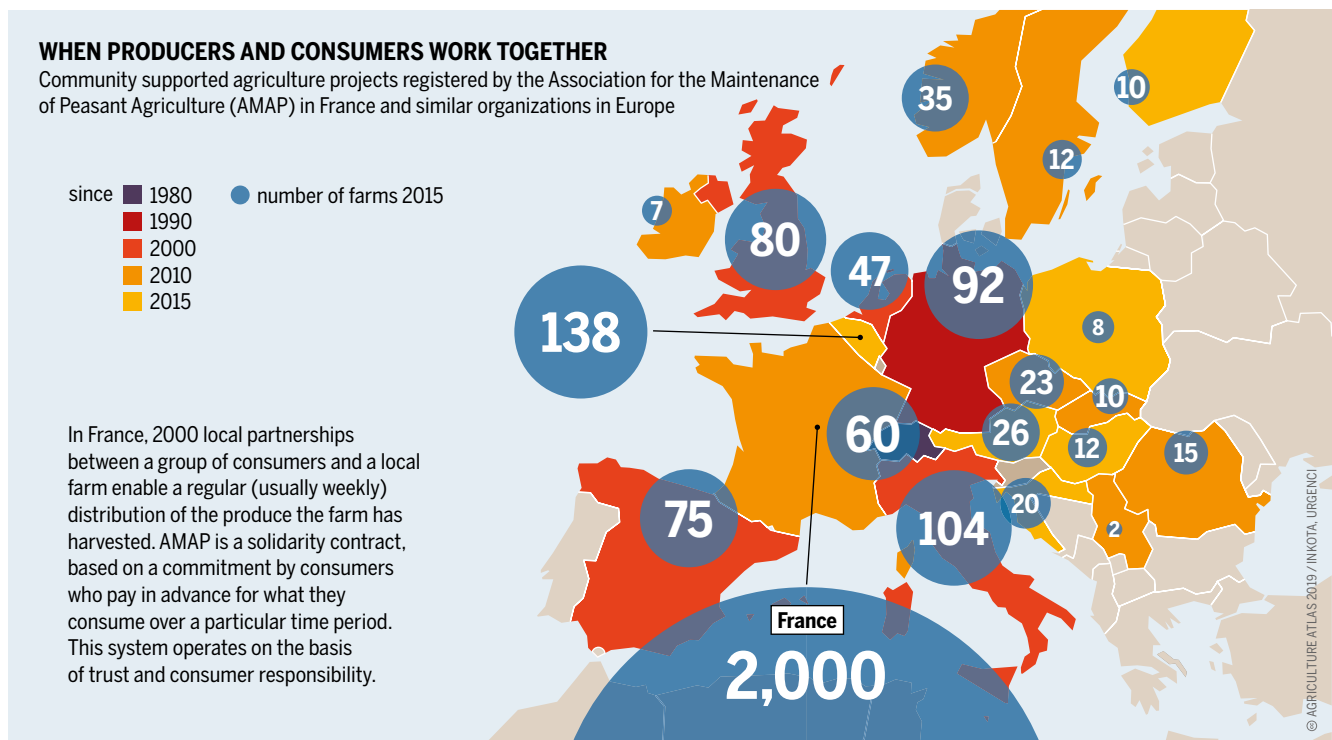 WHEN PRODUCERS AND CONSUMERS WORK TOGETHER
Community supported agriculture projects registered by the Association for the Maintenance
of Peasant Agriculture (AMAP) in France and similar organizations in Europe
since 1980
1990
2000
2010
2015
number of farms 2015
35
10
12
7
80
47
92
138
8
23
10
60
26
12
15
75
104
20
2
France
2,000
In France, 2000 local partnerships
between a group of consumers and a local
farm enable a regular (usually weekly)
distribution of the produce the farm has
harvested. AMAP is a solidarity contract,
based on a commitment by consumers
who pay in advance for what they
consume over a particular time period.
This system operates on the basis
of trust and consumer responsibility.
AGRICULTURE ATLAS 2019 / INKOTA, URGENCI